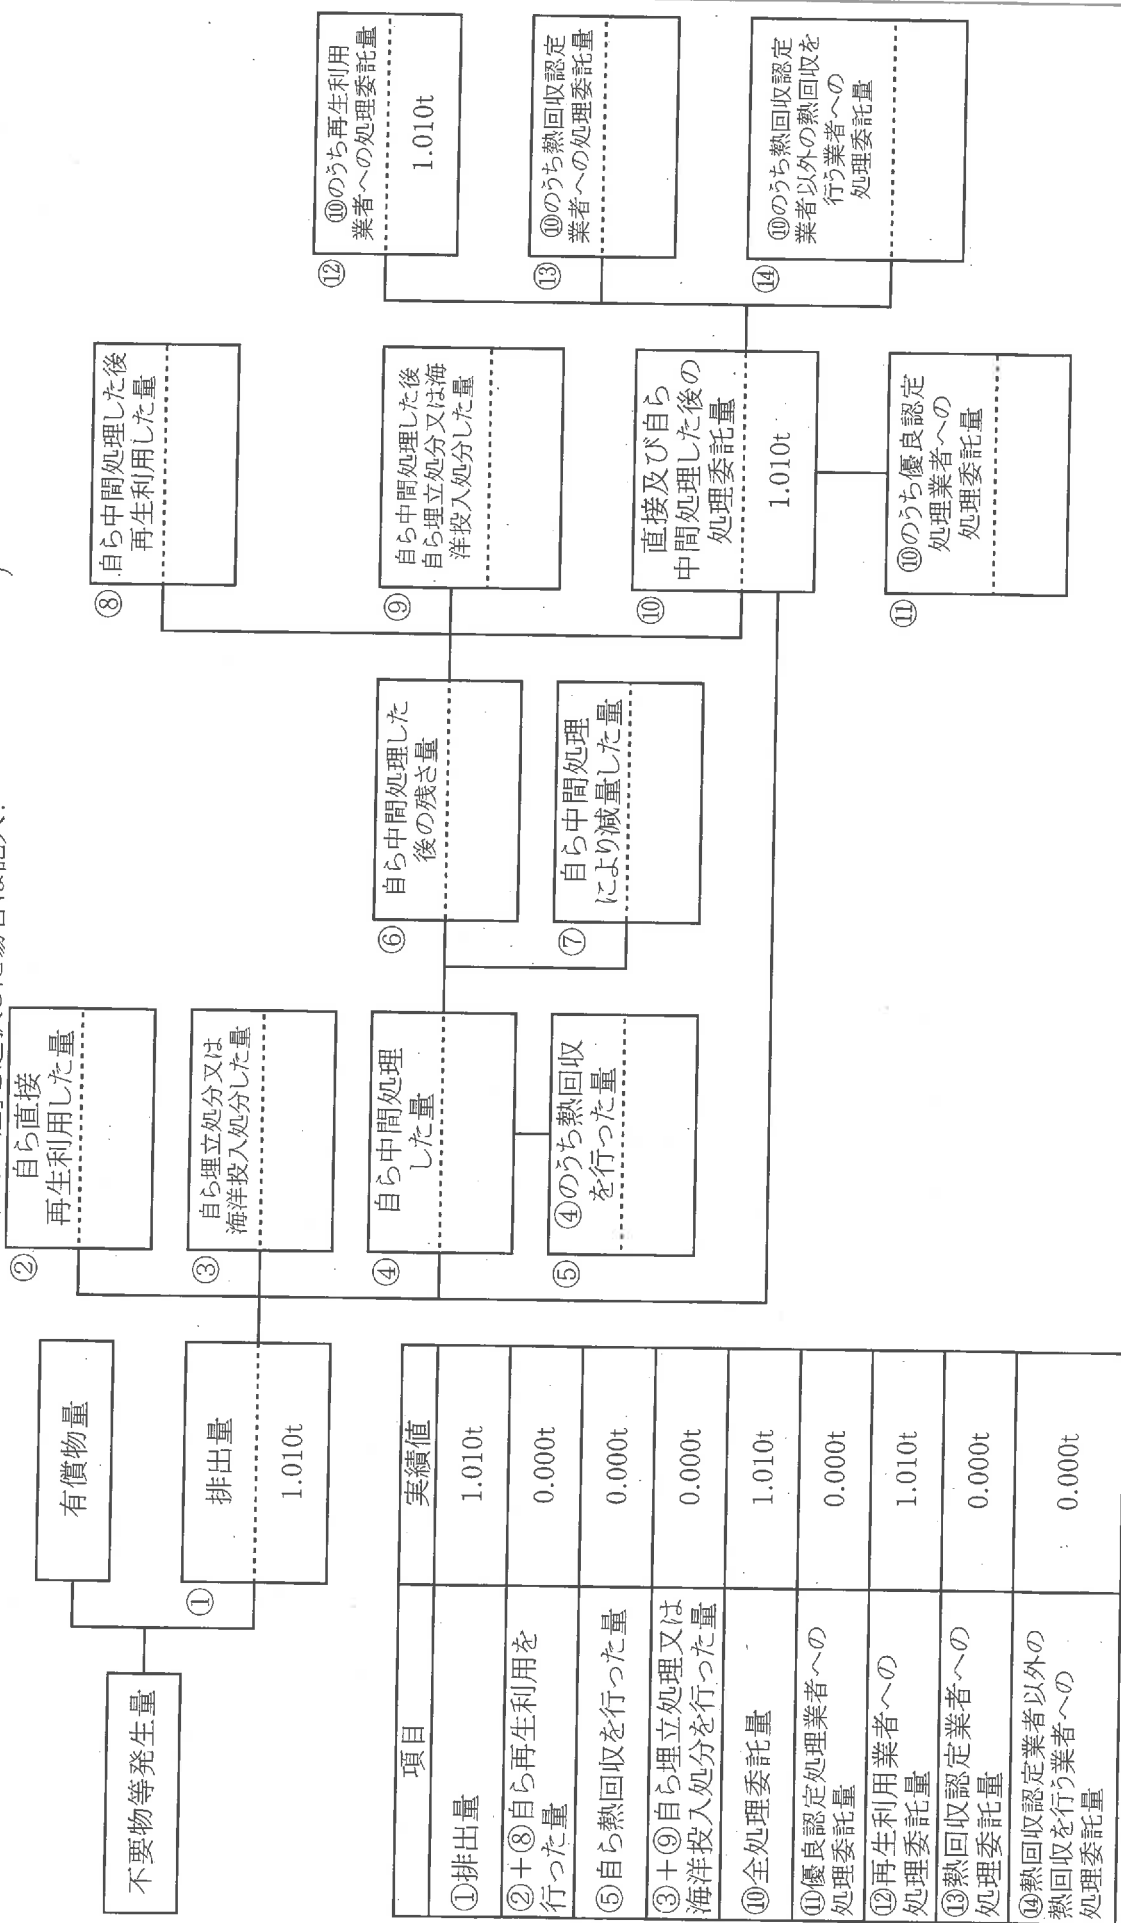 不要物等発生量
有償物量
①
排出量
1.010t
②
自ら直接
再生利用した量
③
自ら埋立処分又は
海洋投入処分した量
④
自ら中間処理
した量
⑤
④のうち熱回収
を行った量
⑥
自ら中間処理した
後の残さ量
⑦
自ら中間処理
により減量した量
⑧
自ら中間処理した後
再生利用した量
⑨
自ら中間処理した後
自ら埋立処分又は海
洋投入処分した量
⑩
直接及び自ら
中間処理した後の
処理委託量
1.010t
⑪
⑩のうち優良認定
処理業者への
処理委託量
⑫
⑩のうち再生利用
業者への処理委託量
1.010t
⑬
⑩のうち熱回収認定
業者への処理委託量
⑭
⑩のうち熱回収認定
業者以外の熱回収を
行う業者への
処理委託量
項目 実績値
①排出量 1.010t
②+⑧自ら再生利用を
行った量 0.000t
⑤自ら熱回収を行った量 0.000t
③+⑨自ら埋立処理又は
海洋投入処分を行った量 0.000t
⑩全処理委託量 1.010t
⑪優良認定処理業者への
処理委託量 0.000t
⑫再生利用業者への
処理委託量 1.010t
⑬熱回収認定業者への
処理委託量 0.000t
⑭熱回収認定業者以外の
熱回収を行う業者への
処理委託量 0.000t